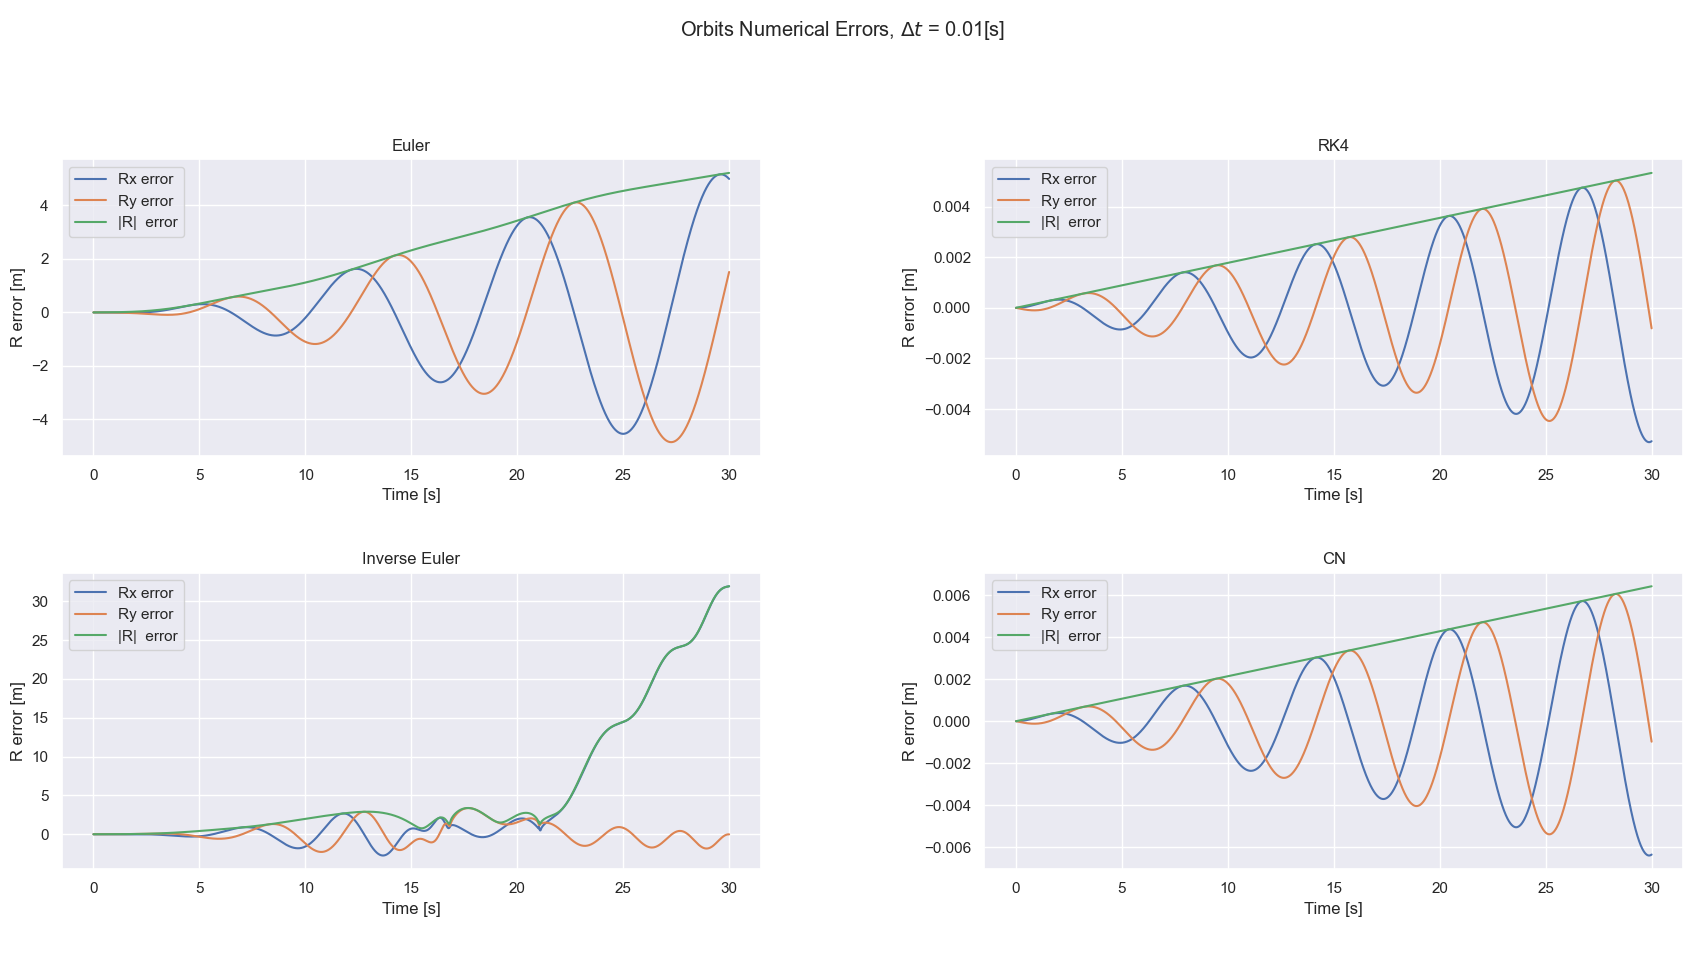 Orbits Numerical Errors, Δt = 0.01[s]
Euler
Rx error
Ry error
|R|  error
R error [m]
4
2
0
−2
−4
0 5 10 15 20 25 30
Time [s]
RK4
Rx error
Ry error
|R|  error
R error [m]
0.004
0.002
0.000
−0.002
−0.004
0 5 10 15 20 25 30
Time [s]
Inverse Euler
Rx error
Ry error
|R|  error
R error [m]
30
25
20
15
10
5
0
0 5 10 15 20 25 30
Time [s]
CN
Rx error
Ry error
|R|  error
R error [m]
0.006
0.004
0.002
0.000
−0.002
−0.004
−0.006
0 5 10 15 20 25 30
Time [s]